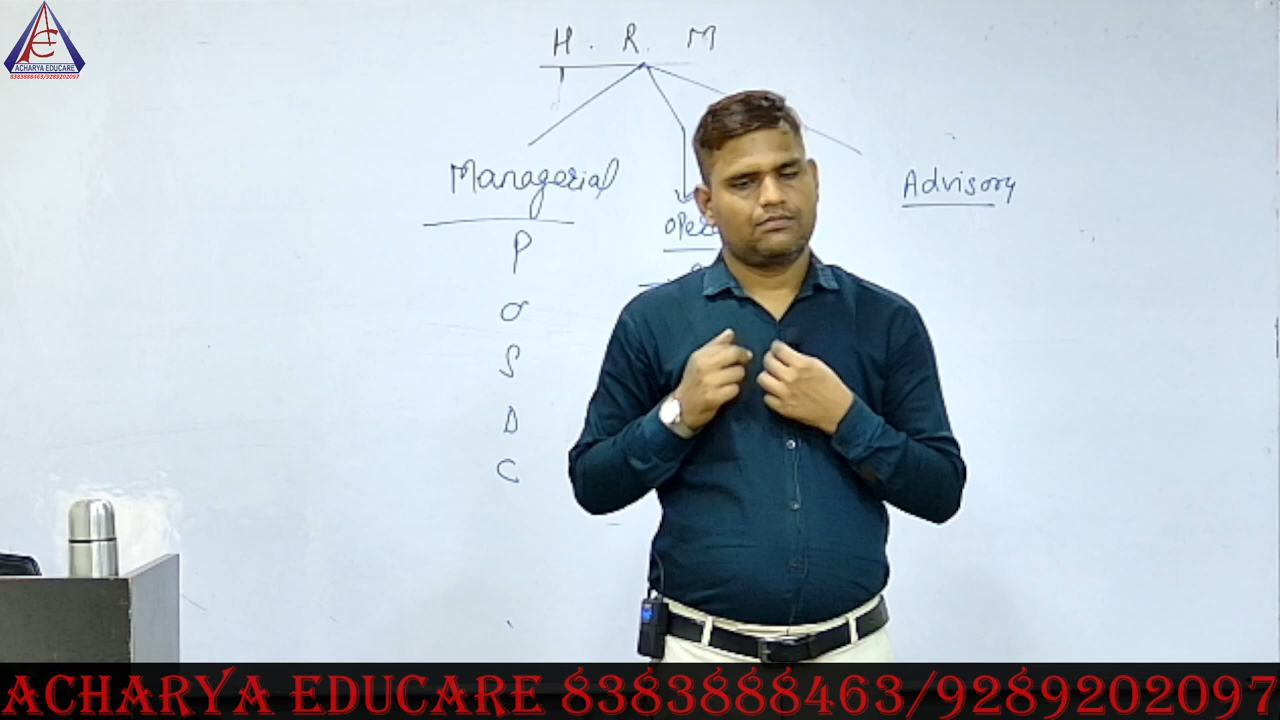 ACHARYA EDUCARE
8383888463/9289202097
H. R. M
Managerial
Advisory
P
O
S
D
C
ACHARYA EDUCARE 8383888463/9289202097